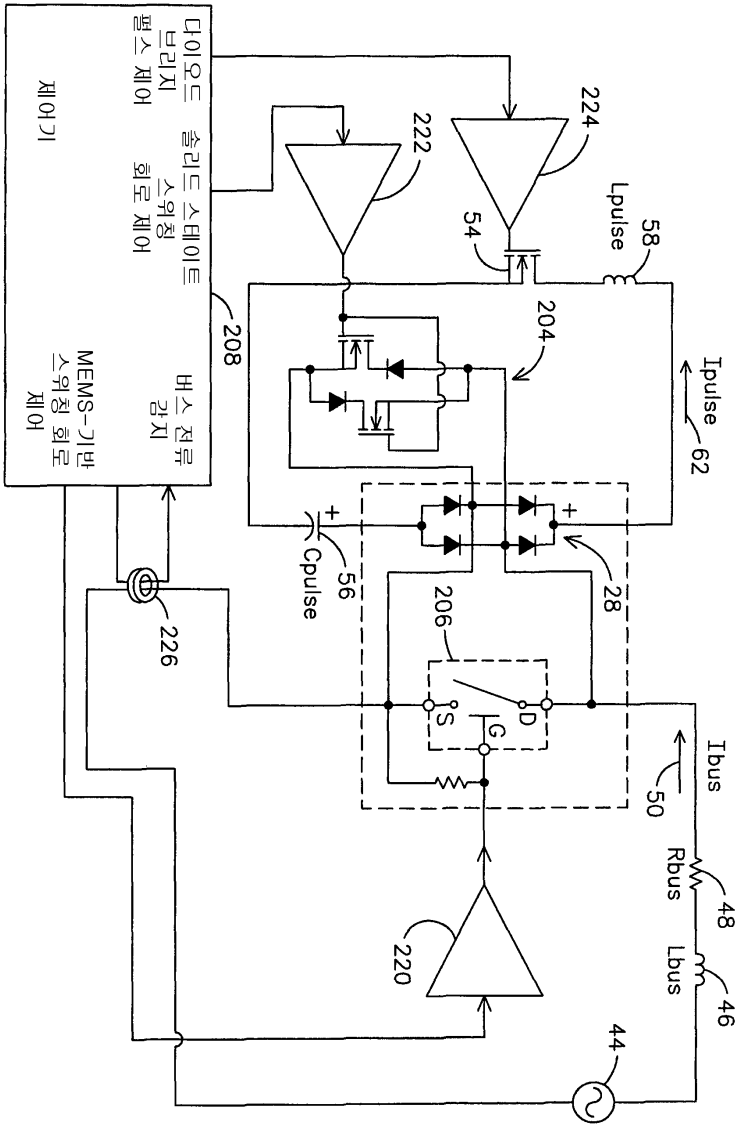 Ipulse
62
Ibus
50
48
Rbus
46
Lbus
58
Lpulse
44
224
54
204
+
28
222
206
D
G
S
+
56
Cpulse
220
208
226
다이오드
브리지
펄스 제어
솔리드 스테이트
스위칭
회로 제어
버스 전류
감지
제어기
MEMS-기반
스위칭 회로
제어